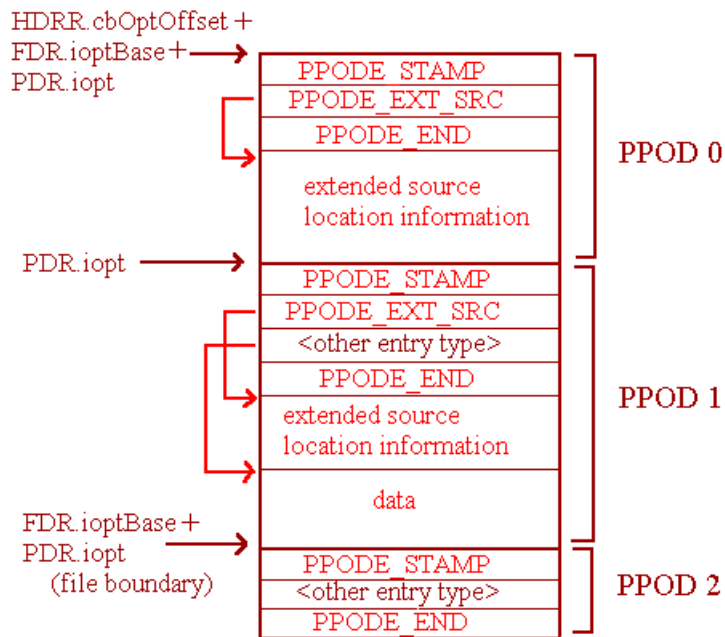 HDRR.cbOptOffset +
FDR.ioptBase +
PDR.iopt
PPODE_STAMP
PPODE_EXT_SRC
PPODE_END
extended source
location information
PPOD 0
PDR.iopt
PPODE_STAMP
PPODE_EXT_SRC
<other entry type>
PPODE_END
extended source
location information
data
PPOD 1
FDR.ioptBase +
PDR.iopt
(file boundary)
PPODE_STAMP
<other entry type>
PPODE_END
PPOD 2